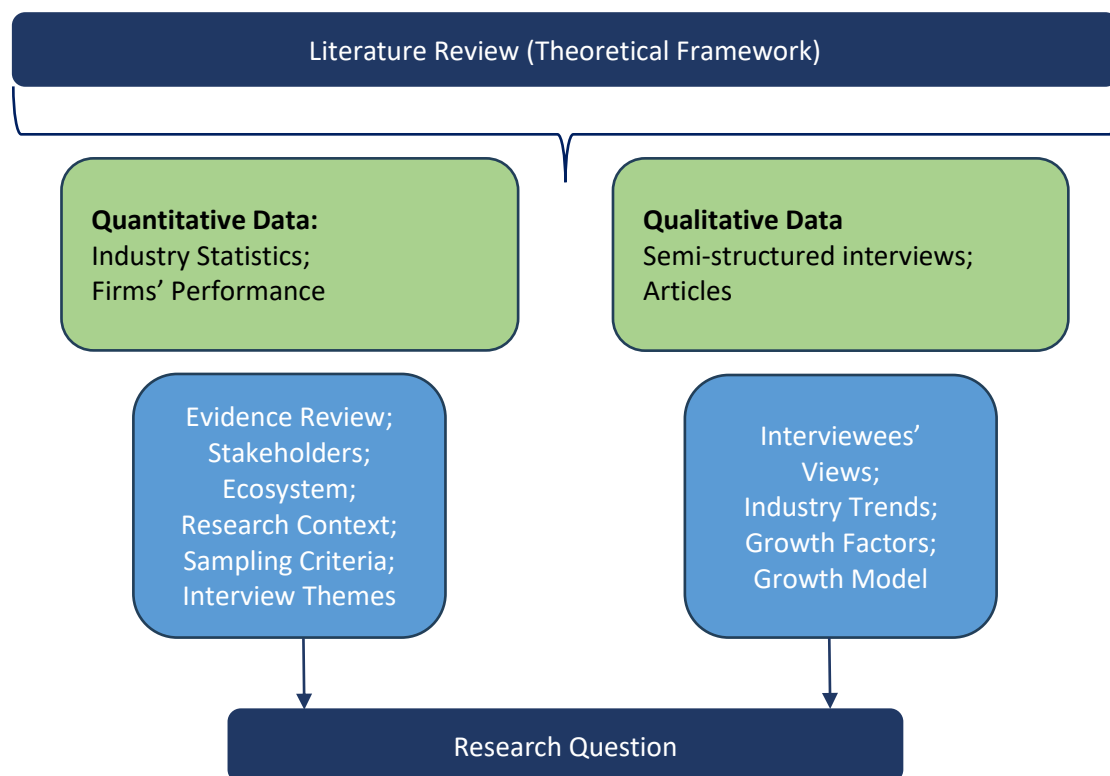 Literature Review (Theoretical Framework)
Quantitative Data:
Industry Statistics;
Firms’ Performance
Qualitative Data
Semi-structured interviews;
Articles
Evidence Review;
Stakeholders;
Ecosystem;
Research Context;
Sampling Criteria;
Interview Themes
Interviewees’
Views;
Industry Trends;
Growth Factors;
Growth Model
Research Question